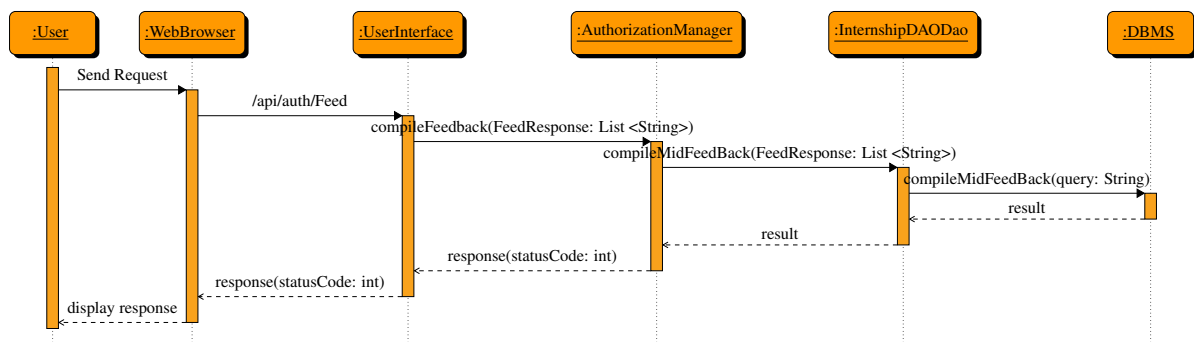 :User
:WebBrowser
:UserInterface
:AuthorizationManager
:InternshipDAODao
:DBMS
Send Request
/api/auth/Feed
compileFeedback(FeedResponse: List <String>)
compileMidFeedBack(FeedResponse: List <String>)
compileMidFeedBack(query: String)
result
result
response(statusCode: int)
response(statusCode: int)
display response